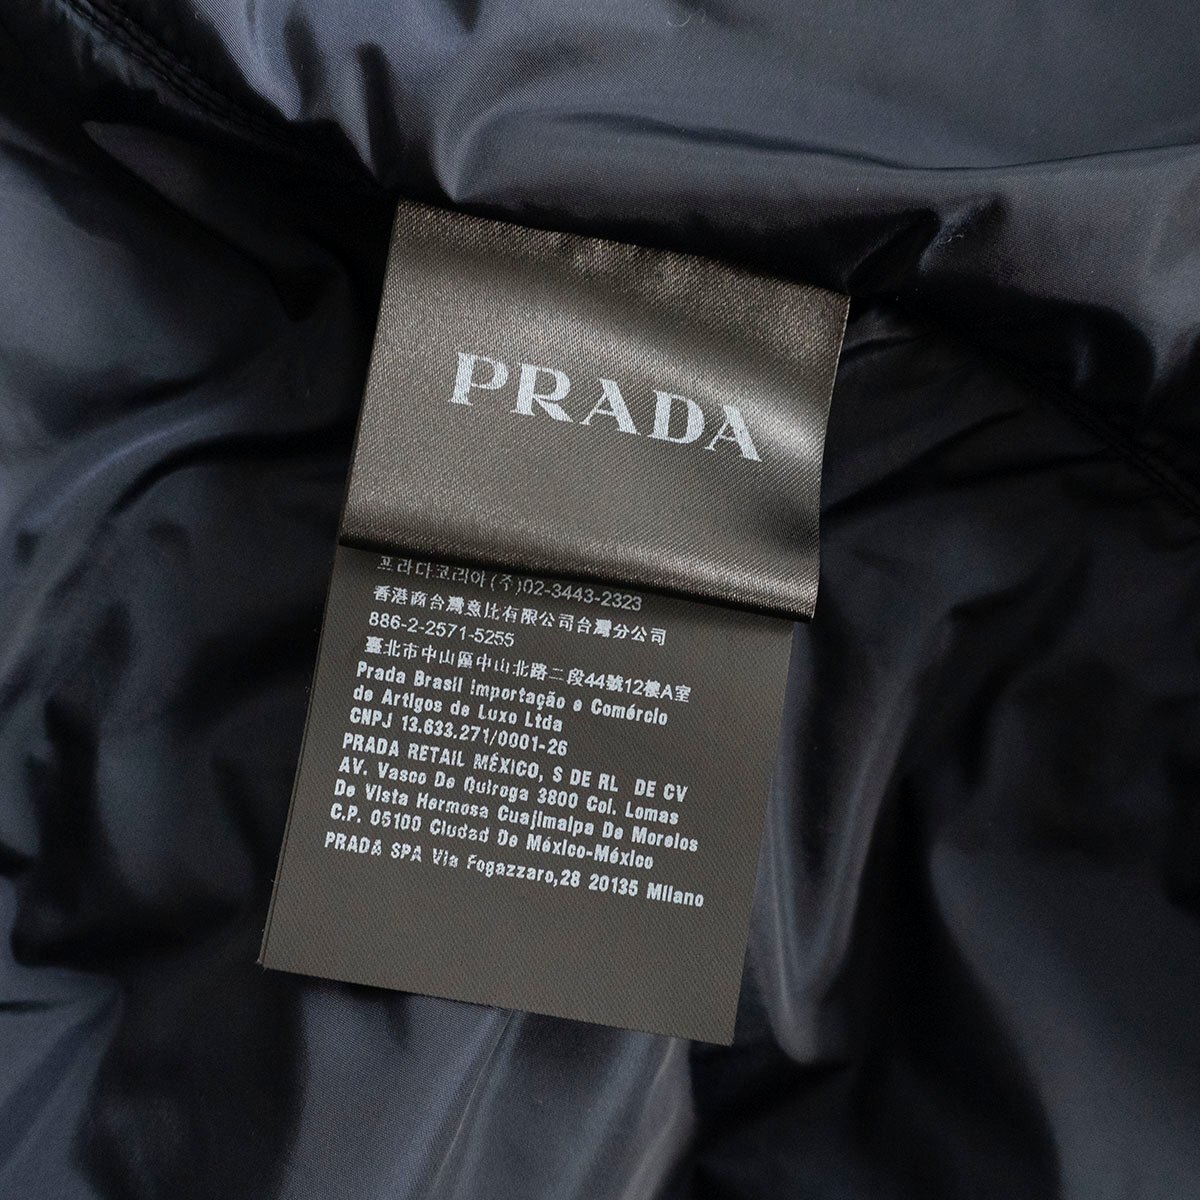 PRADA
프라다코리아(주)02-3443-2323
香港商台灣意比有限公司台灣分公司
886-2-2571-5255
臺北市中山區中山北路二段44號12樓A室
Prada Brasil Importação e Comércio
de Artigos de Luxo Ltda
CNPJ 13.633.271/0001-26
PRADA RETAIL MÉXICO, S DE RL DE CV
AV. Vasco De Quiroga 3800 Col. Lomas
De Vista Hermosa Cuajimalpa De Morelos
C.P. 05100 Ciudad De México-México
PRADA SPA Via Fogazzaro,28 20135 Milano